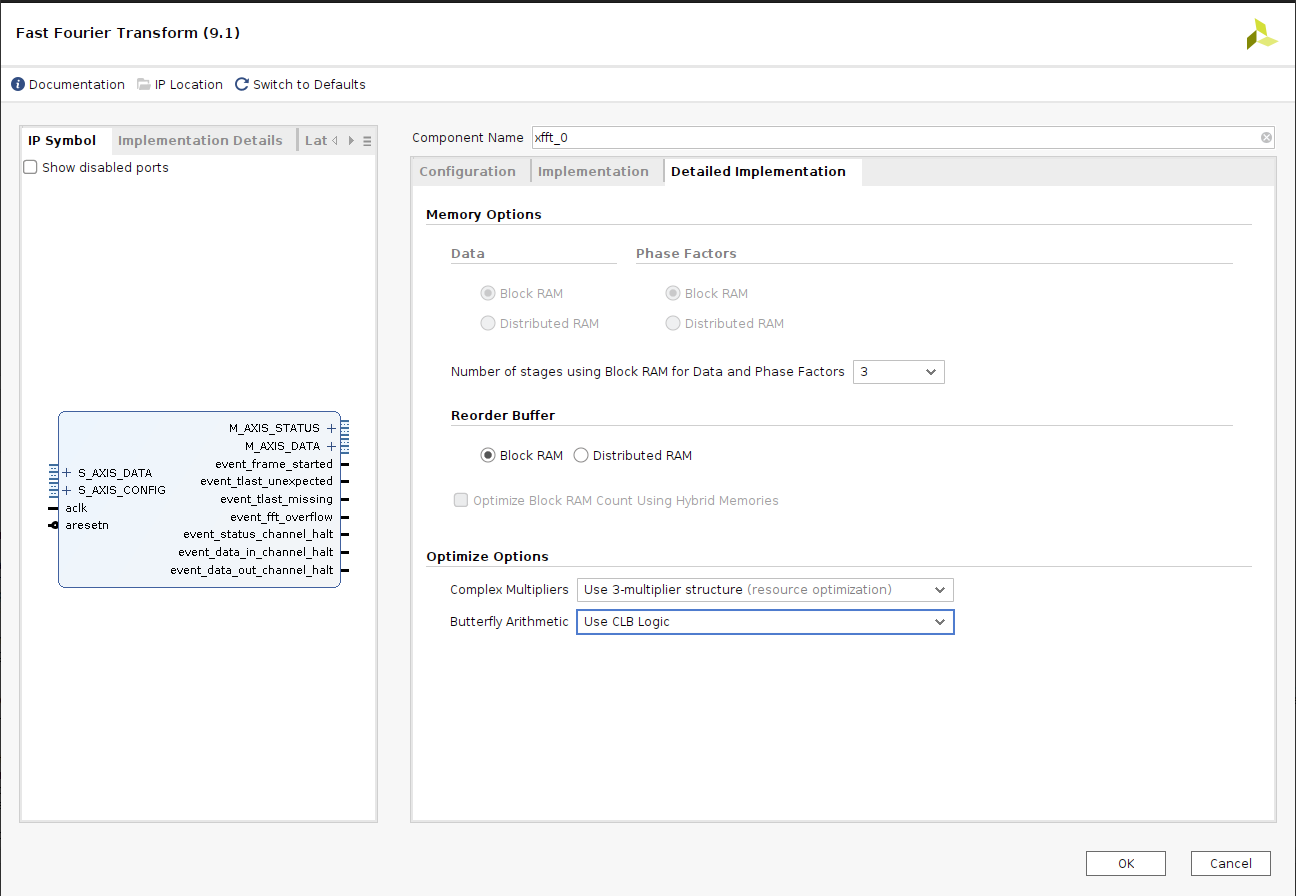 Fast Fourier Transform (9.1)
Documentation IP Location Switch to Defaults
IP Symbol Implementation Details Lat
Show disabled ports
S_AXIS_DATA
S_AXIS_CONFIG
aclk
aresetn
M_AXIS_STATUS
M_AXIS_DATA
event_frame_started
event_tlast_unexpected
event_tlast_missing
event_fft_overflow
event_status_channel_halt
event_data_in_channel_halt
event_data_out_channel_halt
Component Name xfft_0
Configuration Implementation Detailed Implementation
Memory Options
Data Phase Factors
Block RAM Block RAM
Distributed RAM Distributed RAM
Number of stages using Block RAM for Data and Phase Factors 3
Reorder Buffer
Block RAM Distributed RAM
Optimize Block RAM Count Using Hybrid Memories
Optimize Options
Complex Multipliers Use 3-multiplier structure (resource optimization)
Butterfly Arithmetic Use CLB Logic
OK Cancel